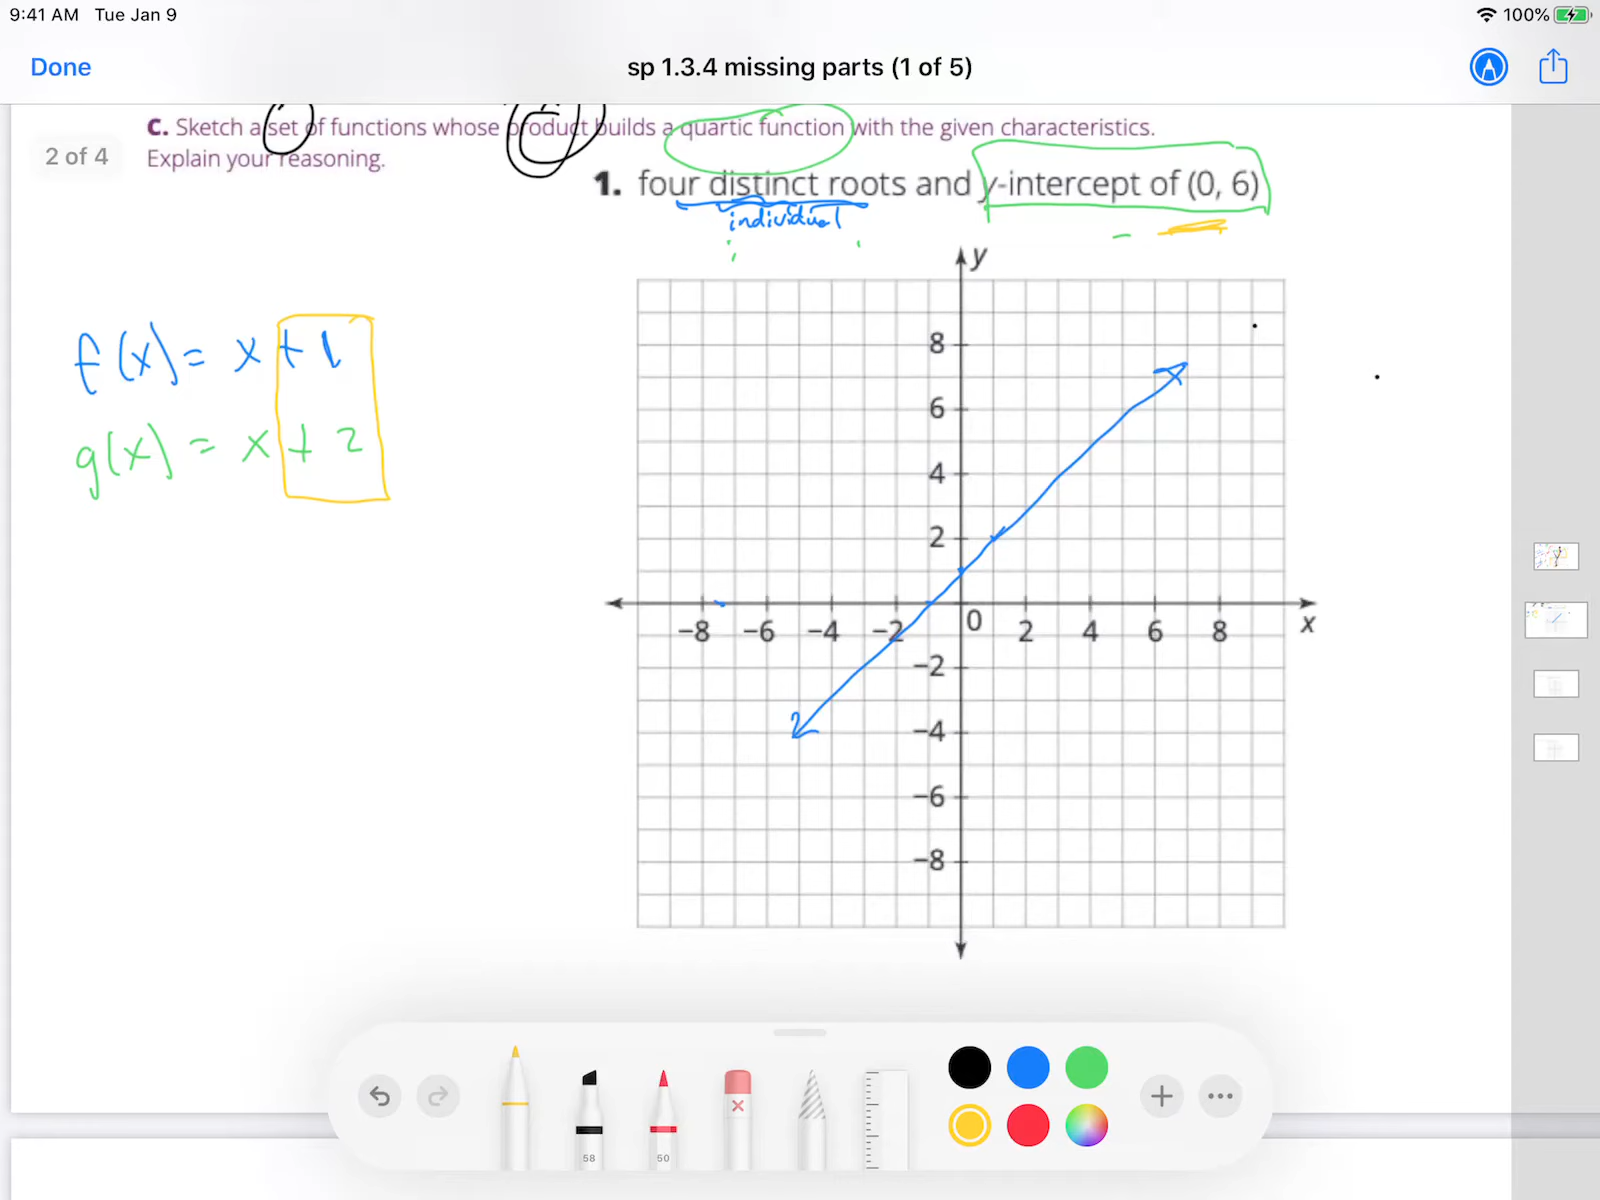 9:41 AM Tue Jan 9
100%
Done
sp 1.3.4 missing parts (1 of 5)
2 of 4
C. Sketch a set of functions whose product builds a quartic function with the given characteristics.
Explain your reasoning.
1. four distinct roots and y-intercept of (0, 6)
individual
f(x) = x + 1
g(x) = x + 2
y
8
6
4
2
0
−8 −6 −4 −2 2 4 6 8 x
−2
−4
−6
−8
58 50